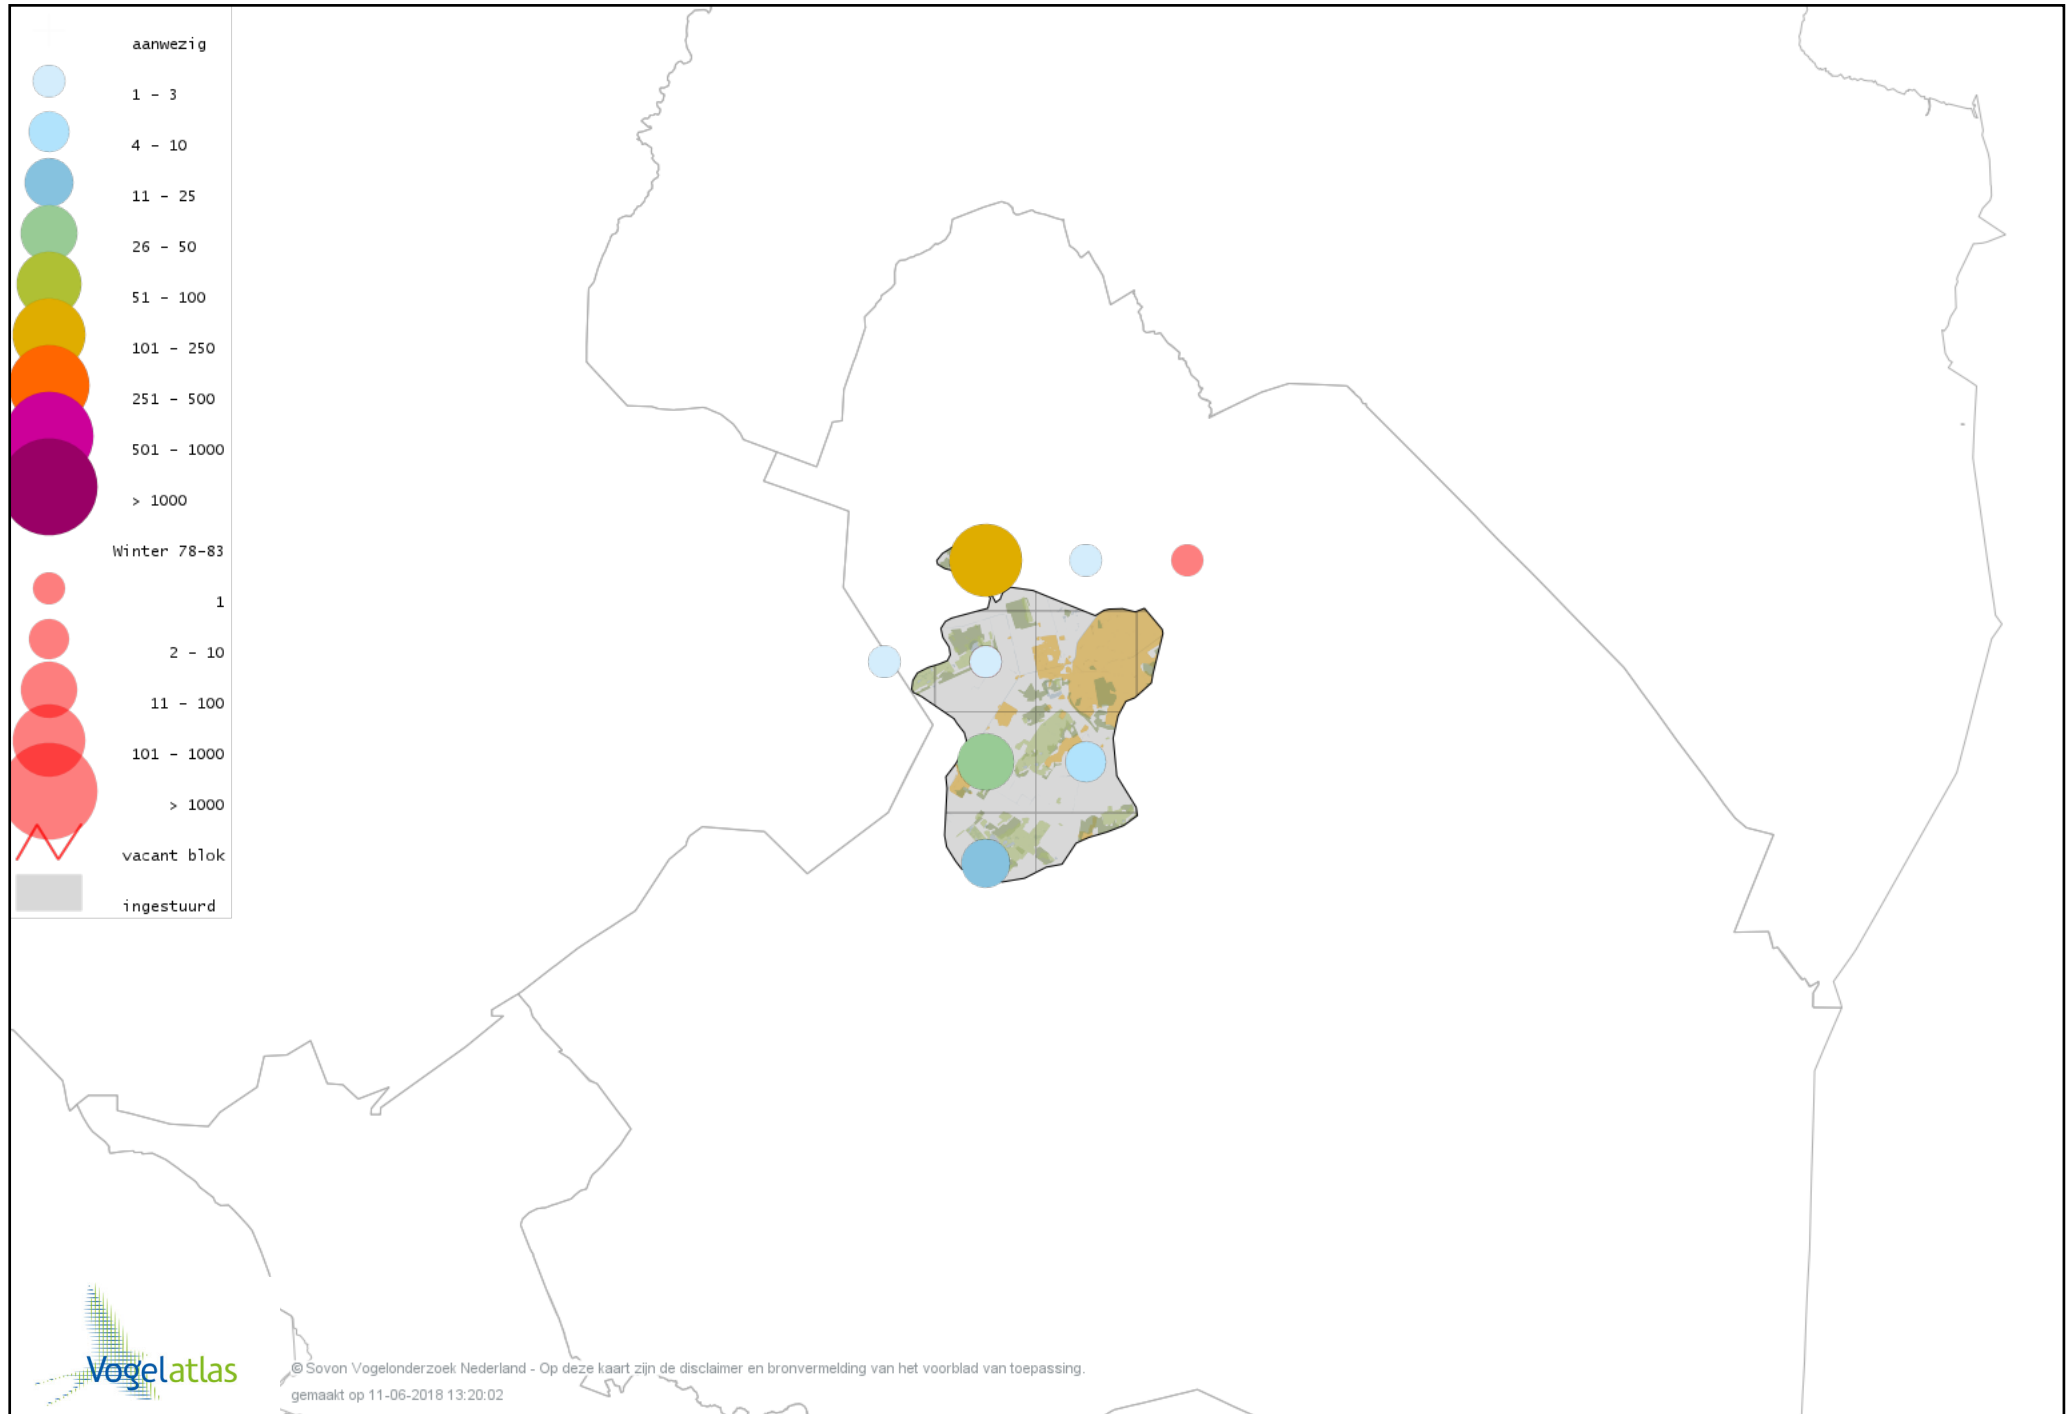 aanwezig
1 – 3
4 – 10
11 – 25
26 – 50
51 – 100
101 – 250
251 – 500
501 – 1000
> 1000
Winter 78–83
1
2 – 10
11 – 100
101 – 1000
> 1000
vacant blok
ingestuurd
Vogelatlas
© Sovon Vogelonderzoek Nederland - Op deze kaart zijn de disclaimer en bronvermelding van het voorblad van toepassing.
gemaakt op 11-06-2018 13:20:02